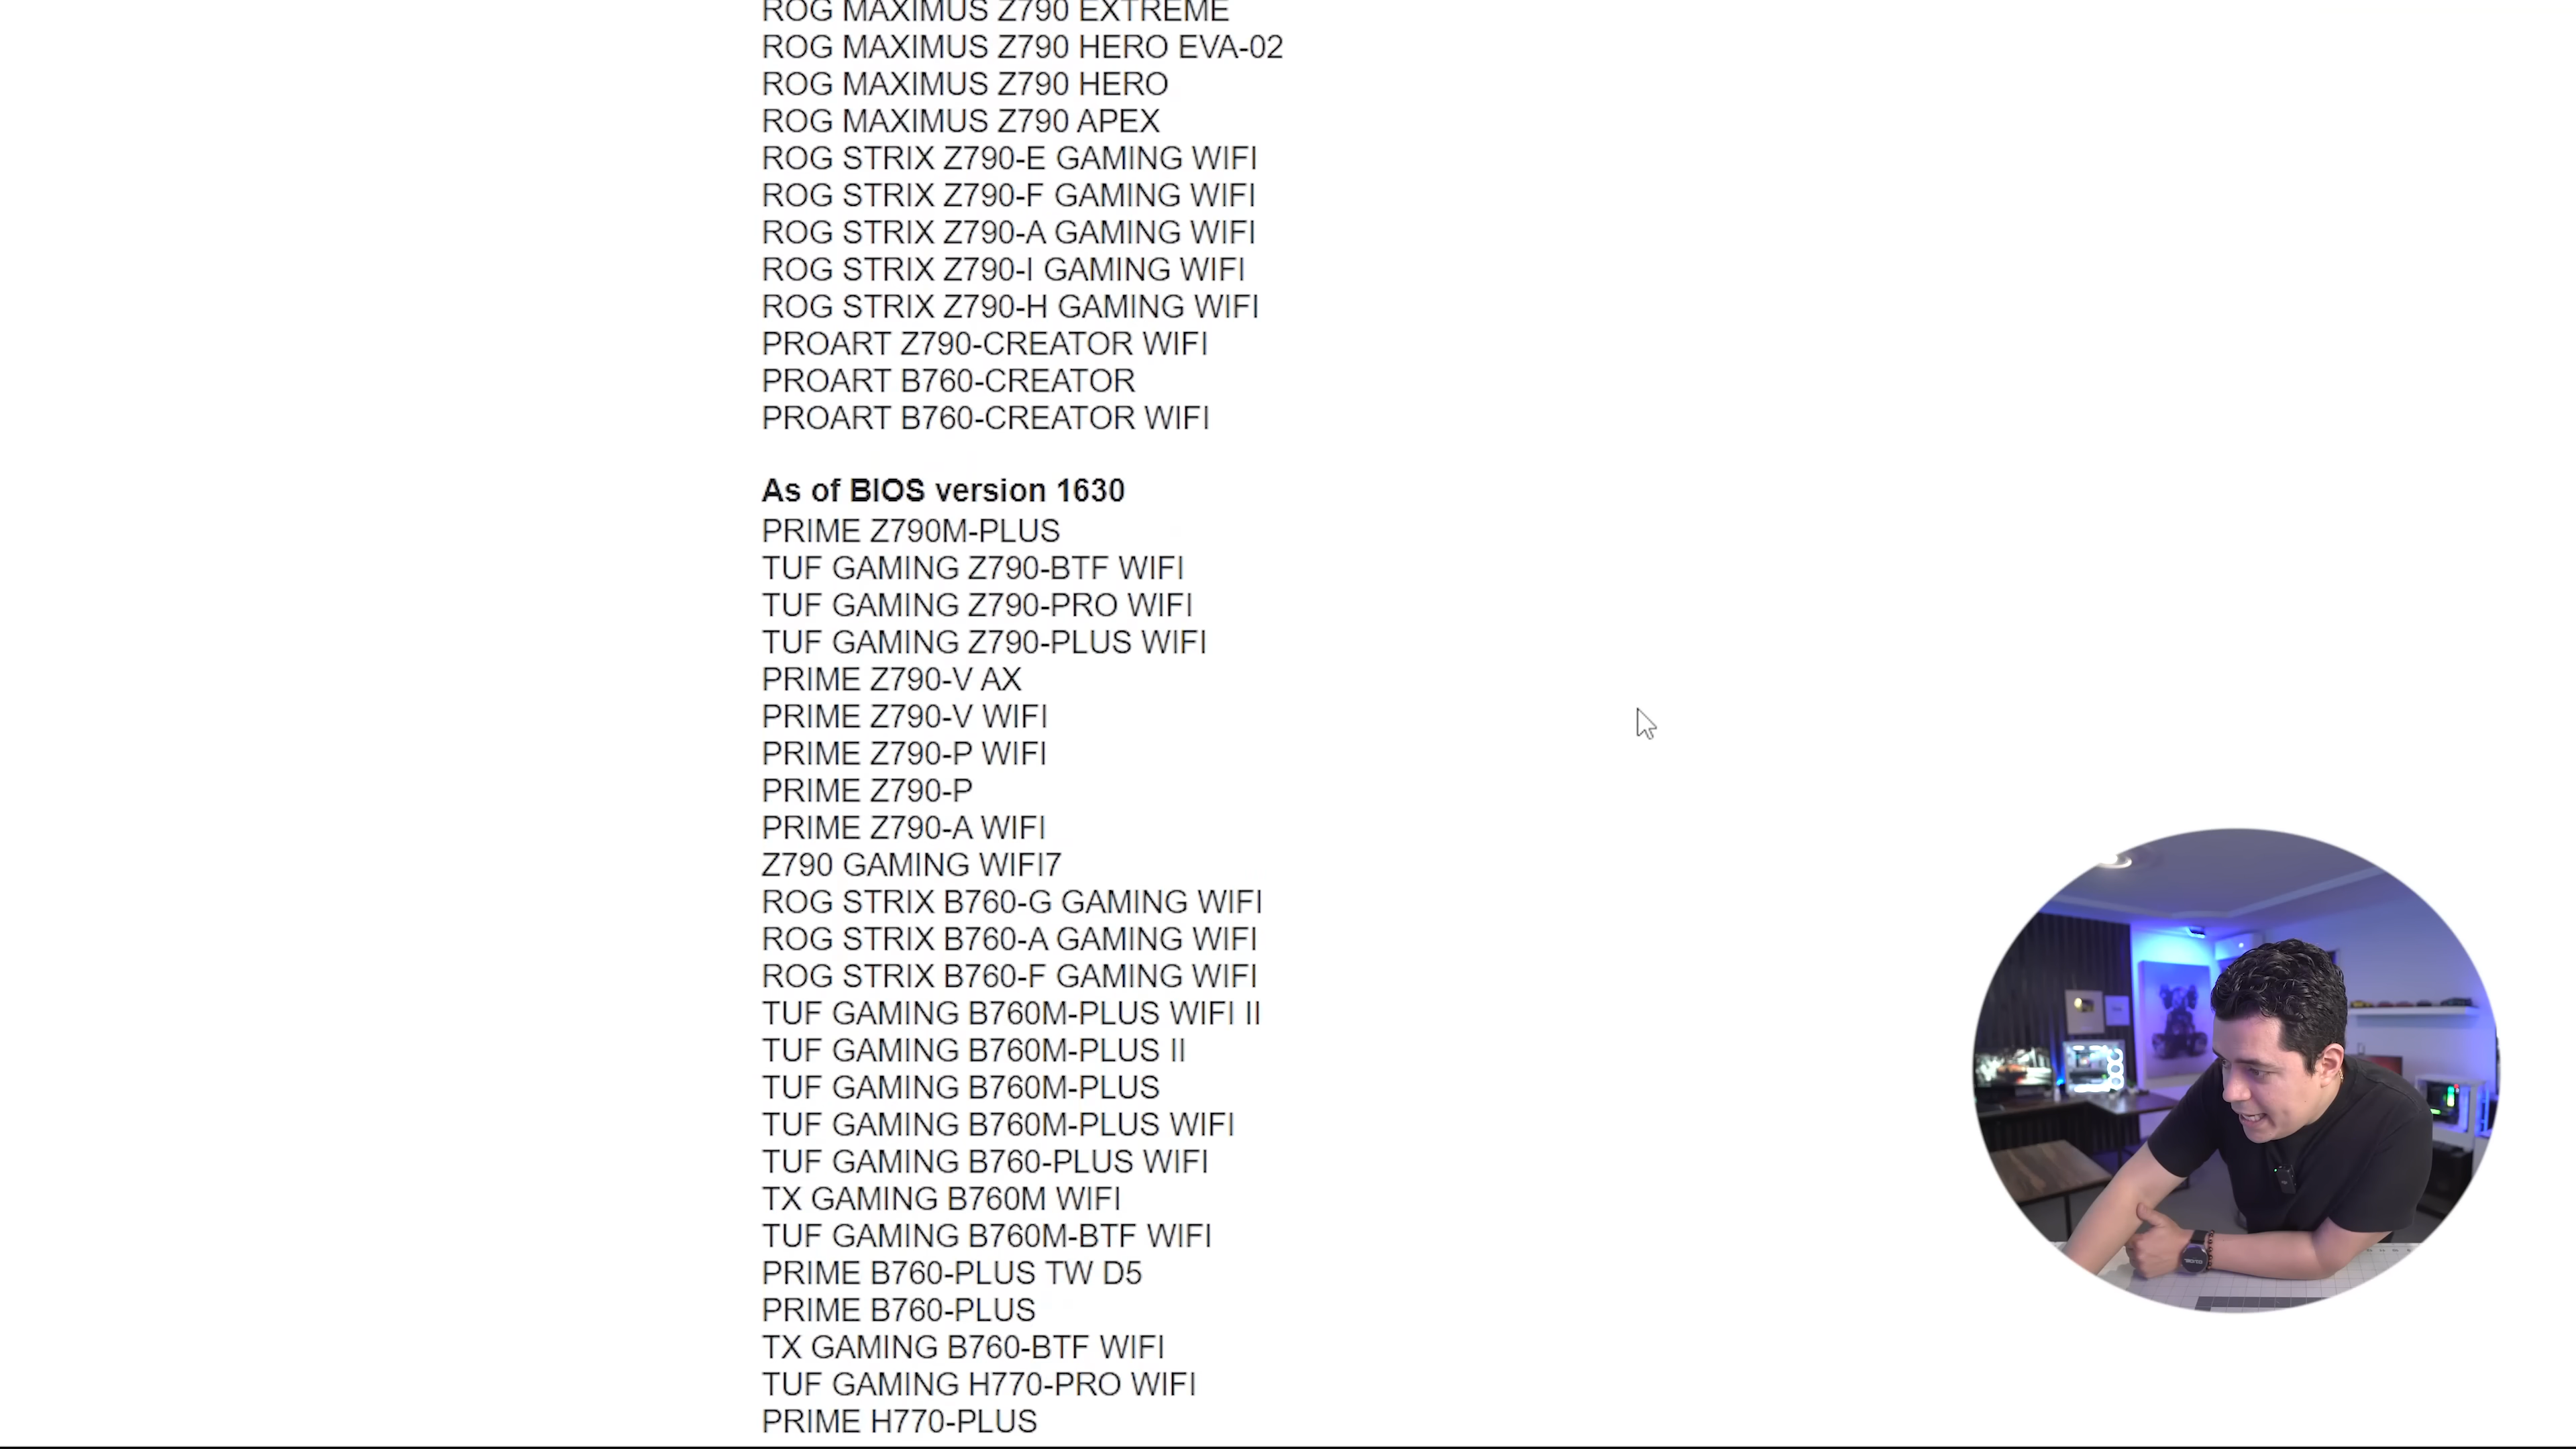 ROG MAXIMUS Z790 EXTREME
ROG MAXIMUS Z790 HERO EVA-02
ROG MAXIMUS Z790 HERO
ROG MAXIMUS Z790 APEX
ROG STRIX Z790-E GAMING WIFI
ROG STRIX Z790-F GAMING WIFI
ROG STRIX Z790-A GAMING WIFI
ROG STRIX Z790-I GAMING WIFI
ROG STRIX Z790-H GAMING WIFI
PROART Z790-CREATOR WIFI
PROART B760-CREATOR
PROART B760-CREATOR WIFI
As of BIOS version 1630
PRIME Z790M-PLUS
TUF GAMING Z790-BTF WIFI
TUF GAMING Z790-PRO WIFI
TUF GAMING Z790-PLUS WIFI
PRIME Z790-V AX
PRIME Z790-V WIFI
PRIME Z790-P WIFI
PRIME Z790-P
PRIME Z790-A WIFI
Z790 GAMING WIFI7
ROG STRIX B760-G GAMING WIFI
ROG STRIX B760-A GAMING WIFI
ROG STRIX B760-F GAMING WIFI
TUF GAMING B760M-PLUS WIFI II
TUF GAMING B760M-PLUS II
TUF GAMING B760M-PLUS
TUF GAMING B760M-PLUS WIFI
TUF GAMING B760-PLUS WIFI
TX GAMING B760M WIFI
TUF GAMING B760M-BTF WIFI
PRIME B760-PLUS TW D5
PRIME B760-PLUS
TX GAMING B760-BTF WIFI
TUF GAMING H770-PRO WIFI
PRIME H770-PLUS